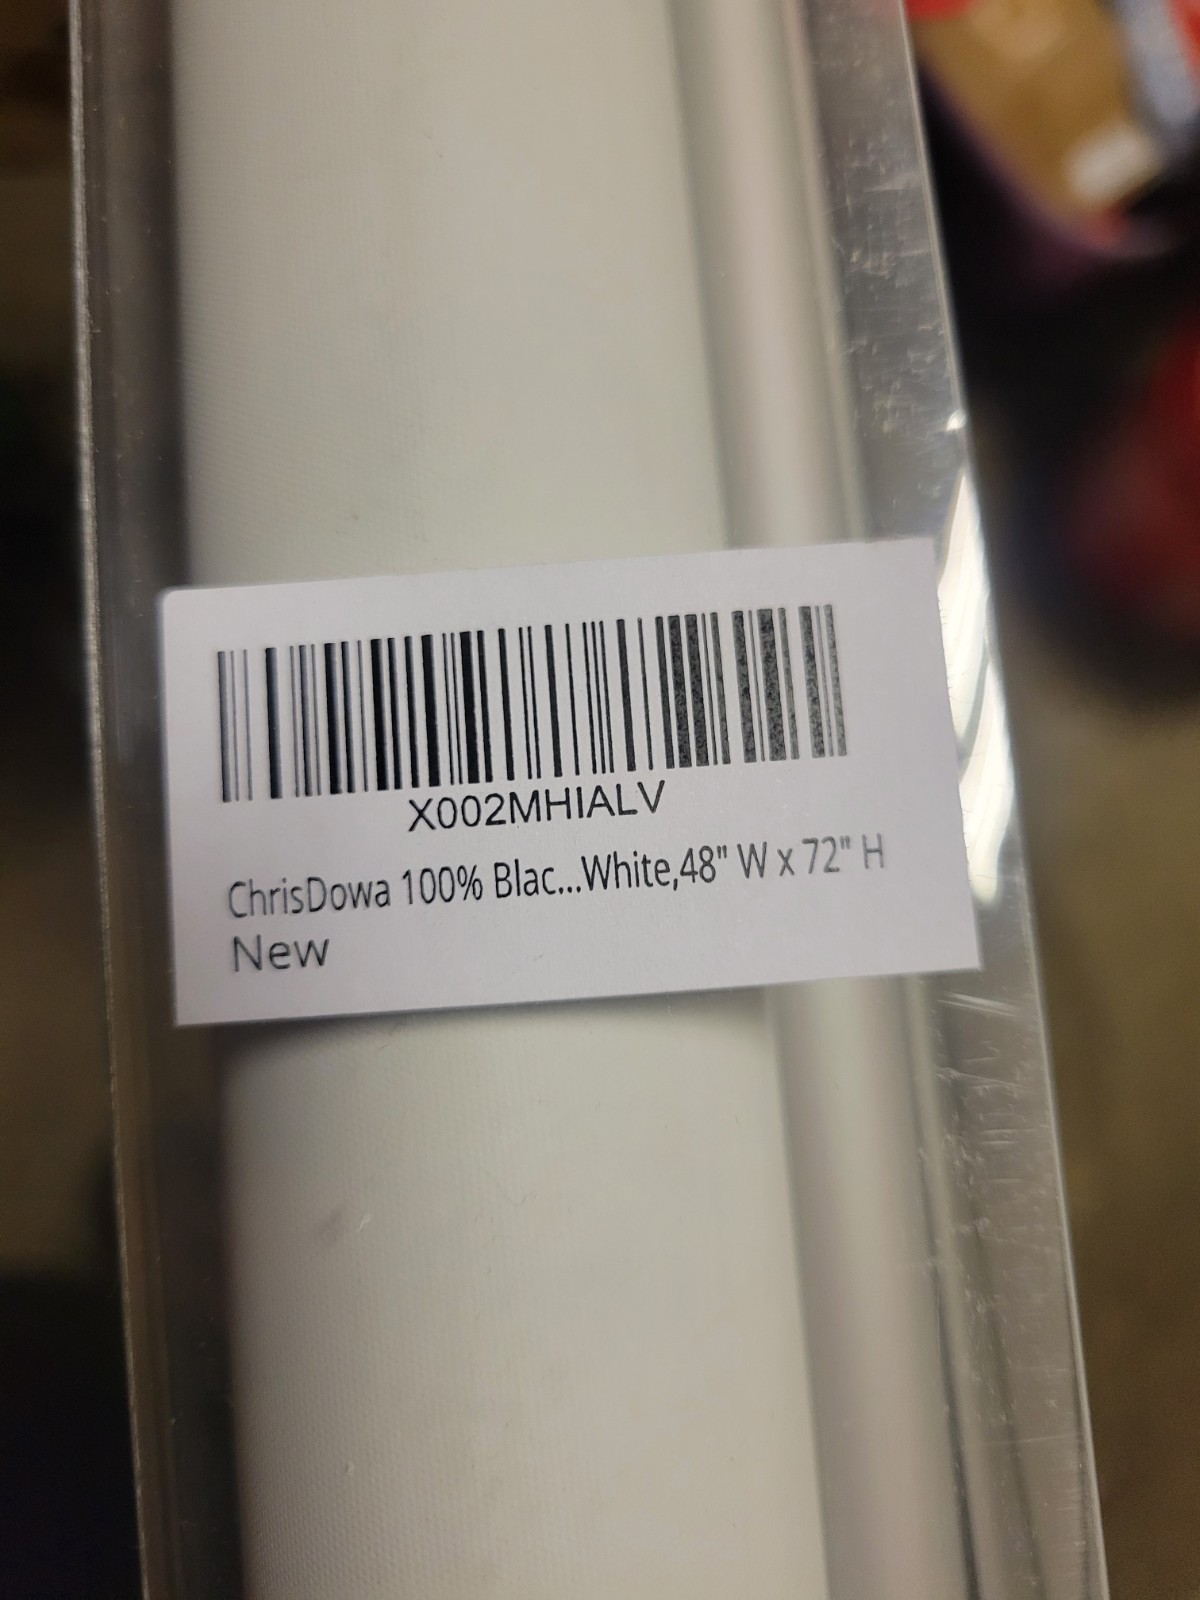 X002MHIALV
ChrisDowa 100% Blac...White,48" W x 72" H
New